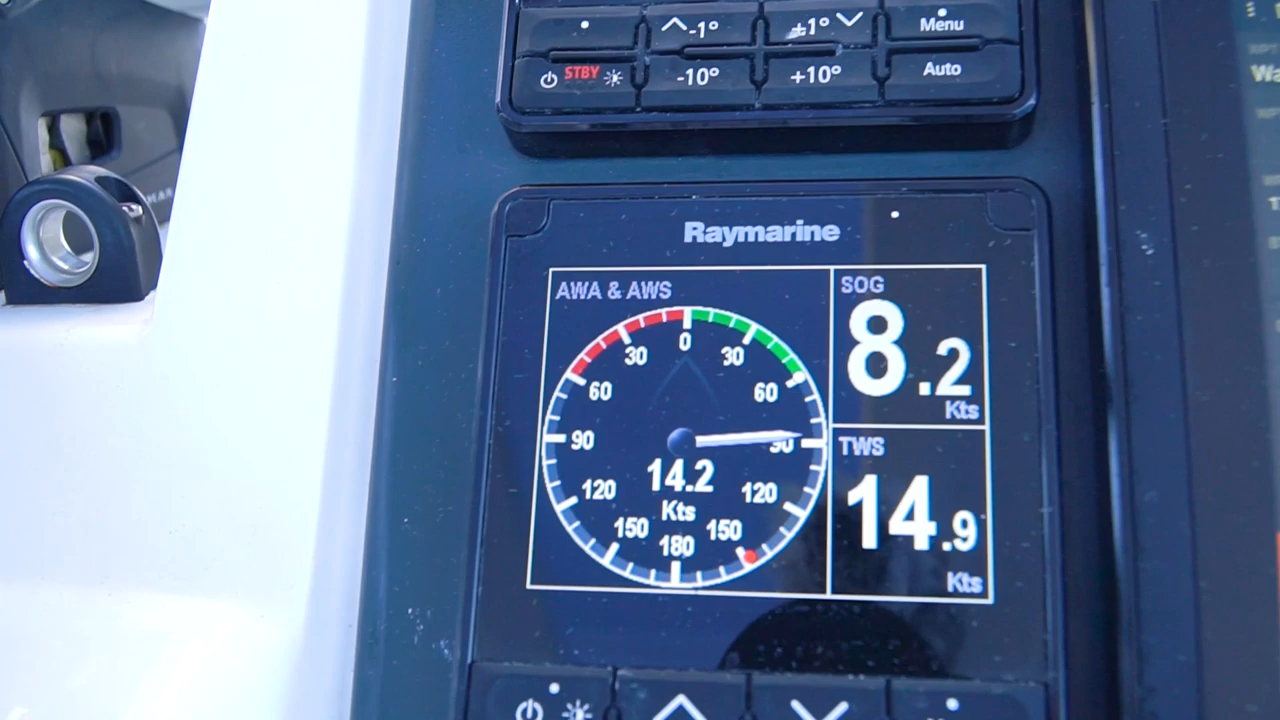 -1° +1° Menu
STBY -10° +10° Auto
Raymarine
AWA & AWS
0
30 30
60 60
90 90
120 120
150 150
180
14.2
Kts
SOG
8.2
Kts
TWS
14.9
Kts